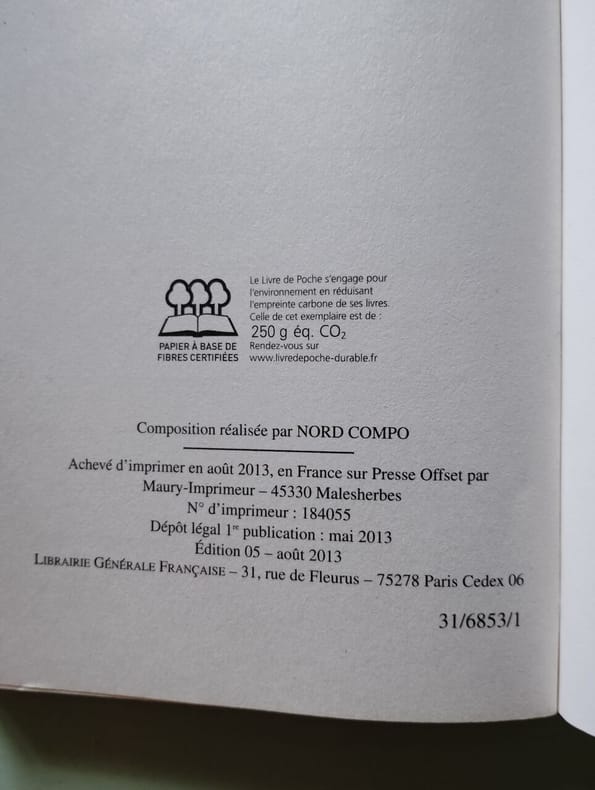 Le Livre de Poche s'engage pour
l'environnement en réduisant
l'empreinte carbone de ses livres.
Celle de cet exemplaire est de :
250 g éq. CO₂
Rendez-vous sur
www.livredepoche-durable.fr
PAPIER À BASE DE
FIBRES CERTIFIÉES
Composition réalisée par NORD COMPO
Achevé d'imprimer en août 2013, en France sur Presse Offset par
Maury-Imprimeur – 45330 Malesherbes
N° d'imprimeur : 184055
Dépôt légal 1re publication : mai 2013
Édition 05 – août 2013
LIBRAIRIE GÉNÉRALE FRANÇAISE – 31, rue de Fleurus – 75278 Paris Cedex 06
31/6853/1